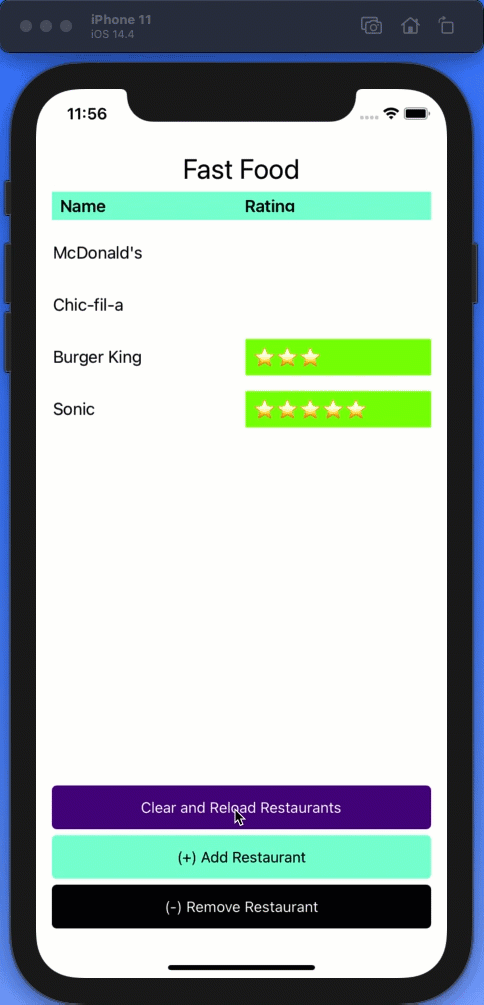 iPhone 11
iOS 14.4
11:56
Fast Food
Name Rating
McDonald's
Chic-fil-a
Burger King
Sonic
Clear and Reload Restaurants
(+) Add Restaurant
(-) Remove Restaurant